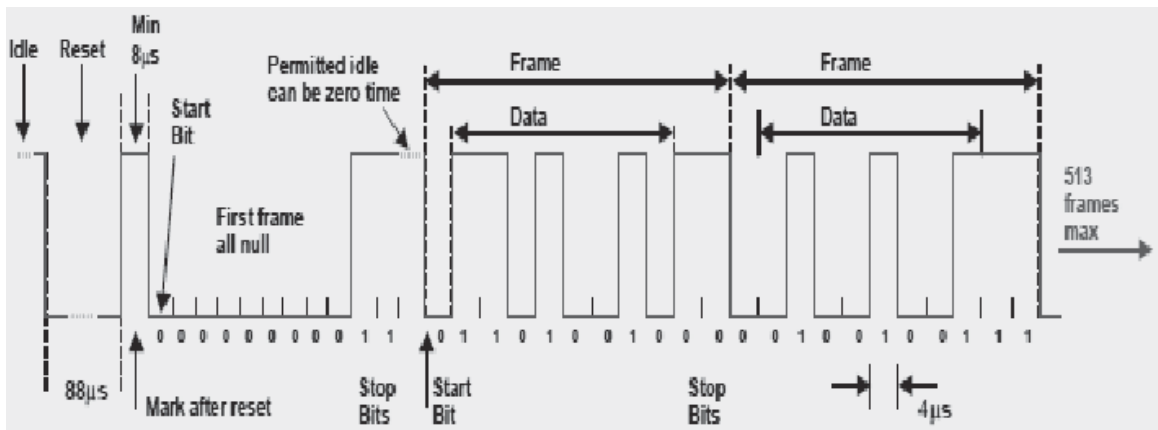 Min
8μs
Idle
Reset
Start
Bit
Permitted idle
can be zero time
Frame
Frame
Data
Data
First frame
all null
513
frames
max
0 0 0 0 0 0 0 0 0 1 1 0 1 1 0 1 0 0 1 0 0 0 0 0 1 0 0 1 0 0 1 1 1
88μs
Mark after reset
Stop
Bits
Start
Bit
Stop
Bits
4μs